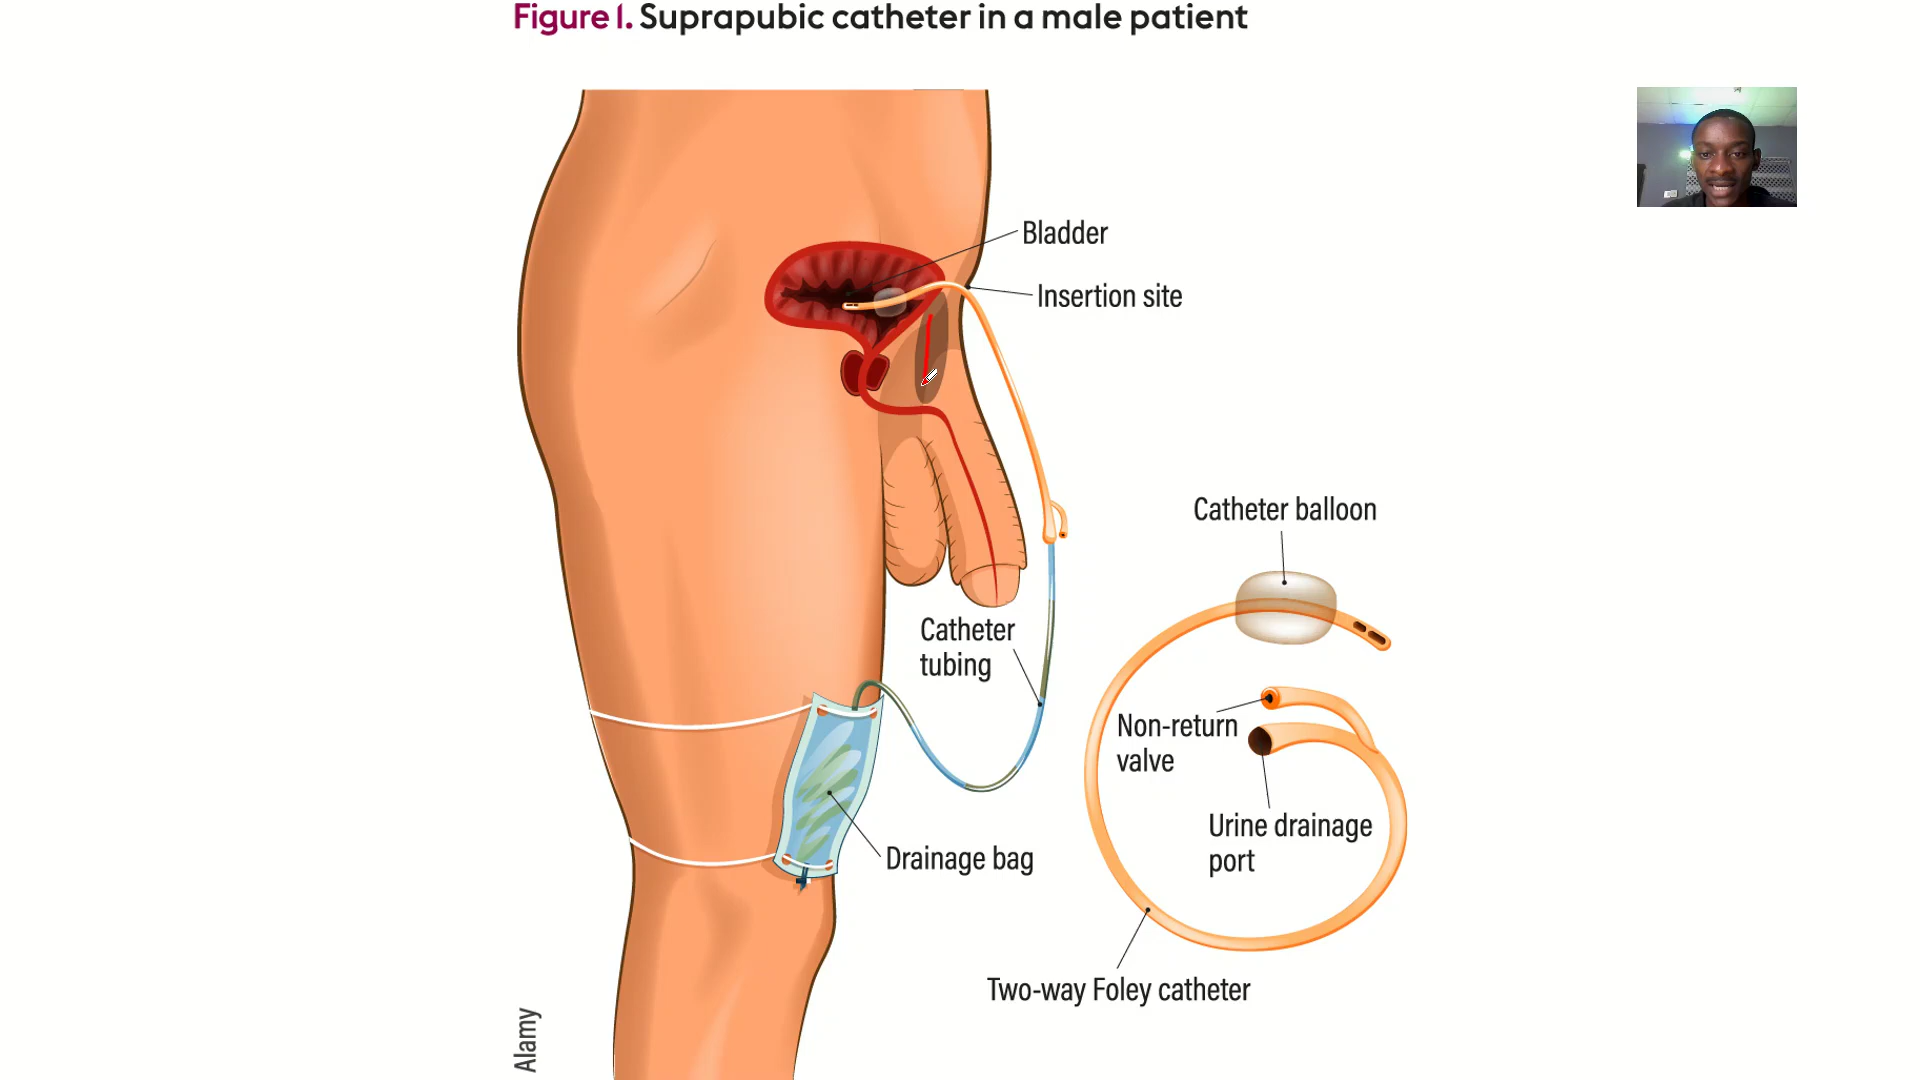 Figure 1. Suprapubic catheter in a male patient
Bladder
Insertion site
Catheter balloon
Catheter
tubing
Non-return
valve
Urine drainage
port
Drainage bag
Two-way Foley catheter
Alamy